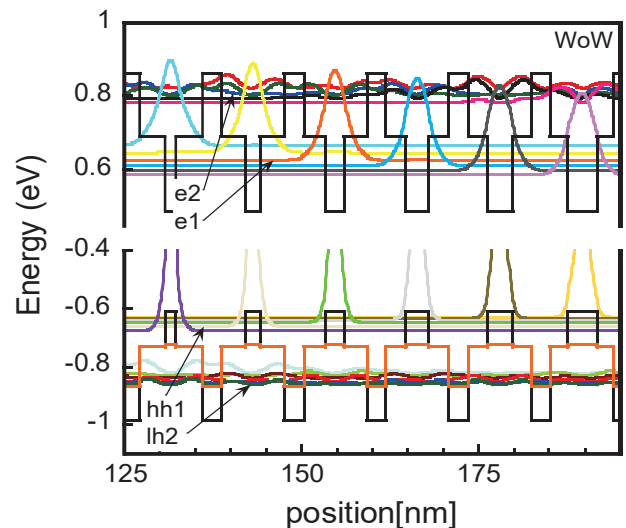 WoW
1
0.8
0.6
e2
e1
Energy (eV)
-0.4
-0.6
-0.8
-1
hh1
lh2
125
150
175
position[nm]